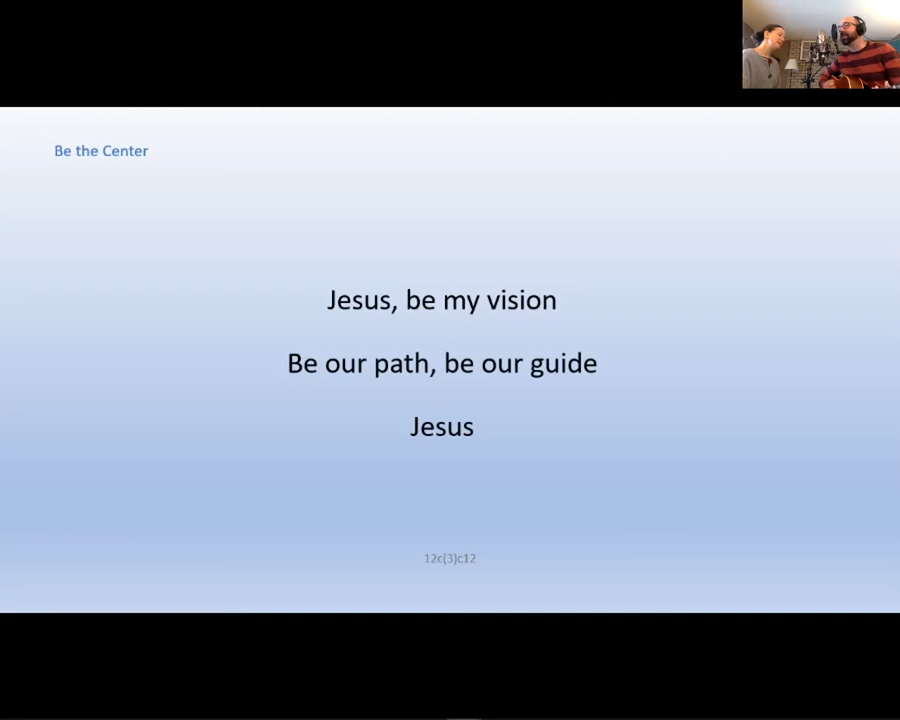 Be the Center
Jesus, be my vision
Be our path, be our guide
Jesus
12c(3)c12